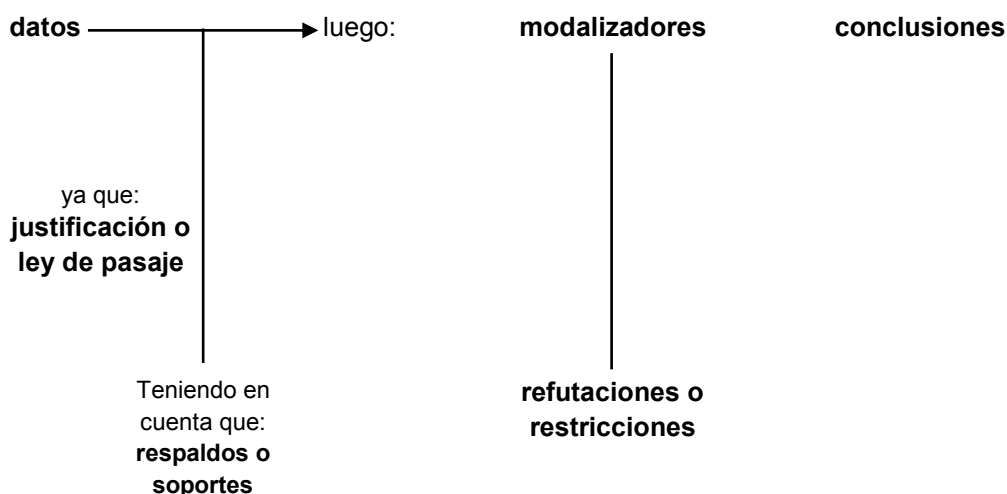 datos luego: modalizadores conclusiones
ya que:
justificación o
ley de pasaje
Teniendo en
cuenta que:
respaldos o
soportes
refutaciones o
restricciones